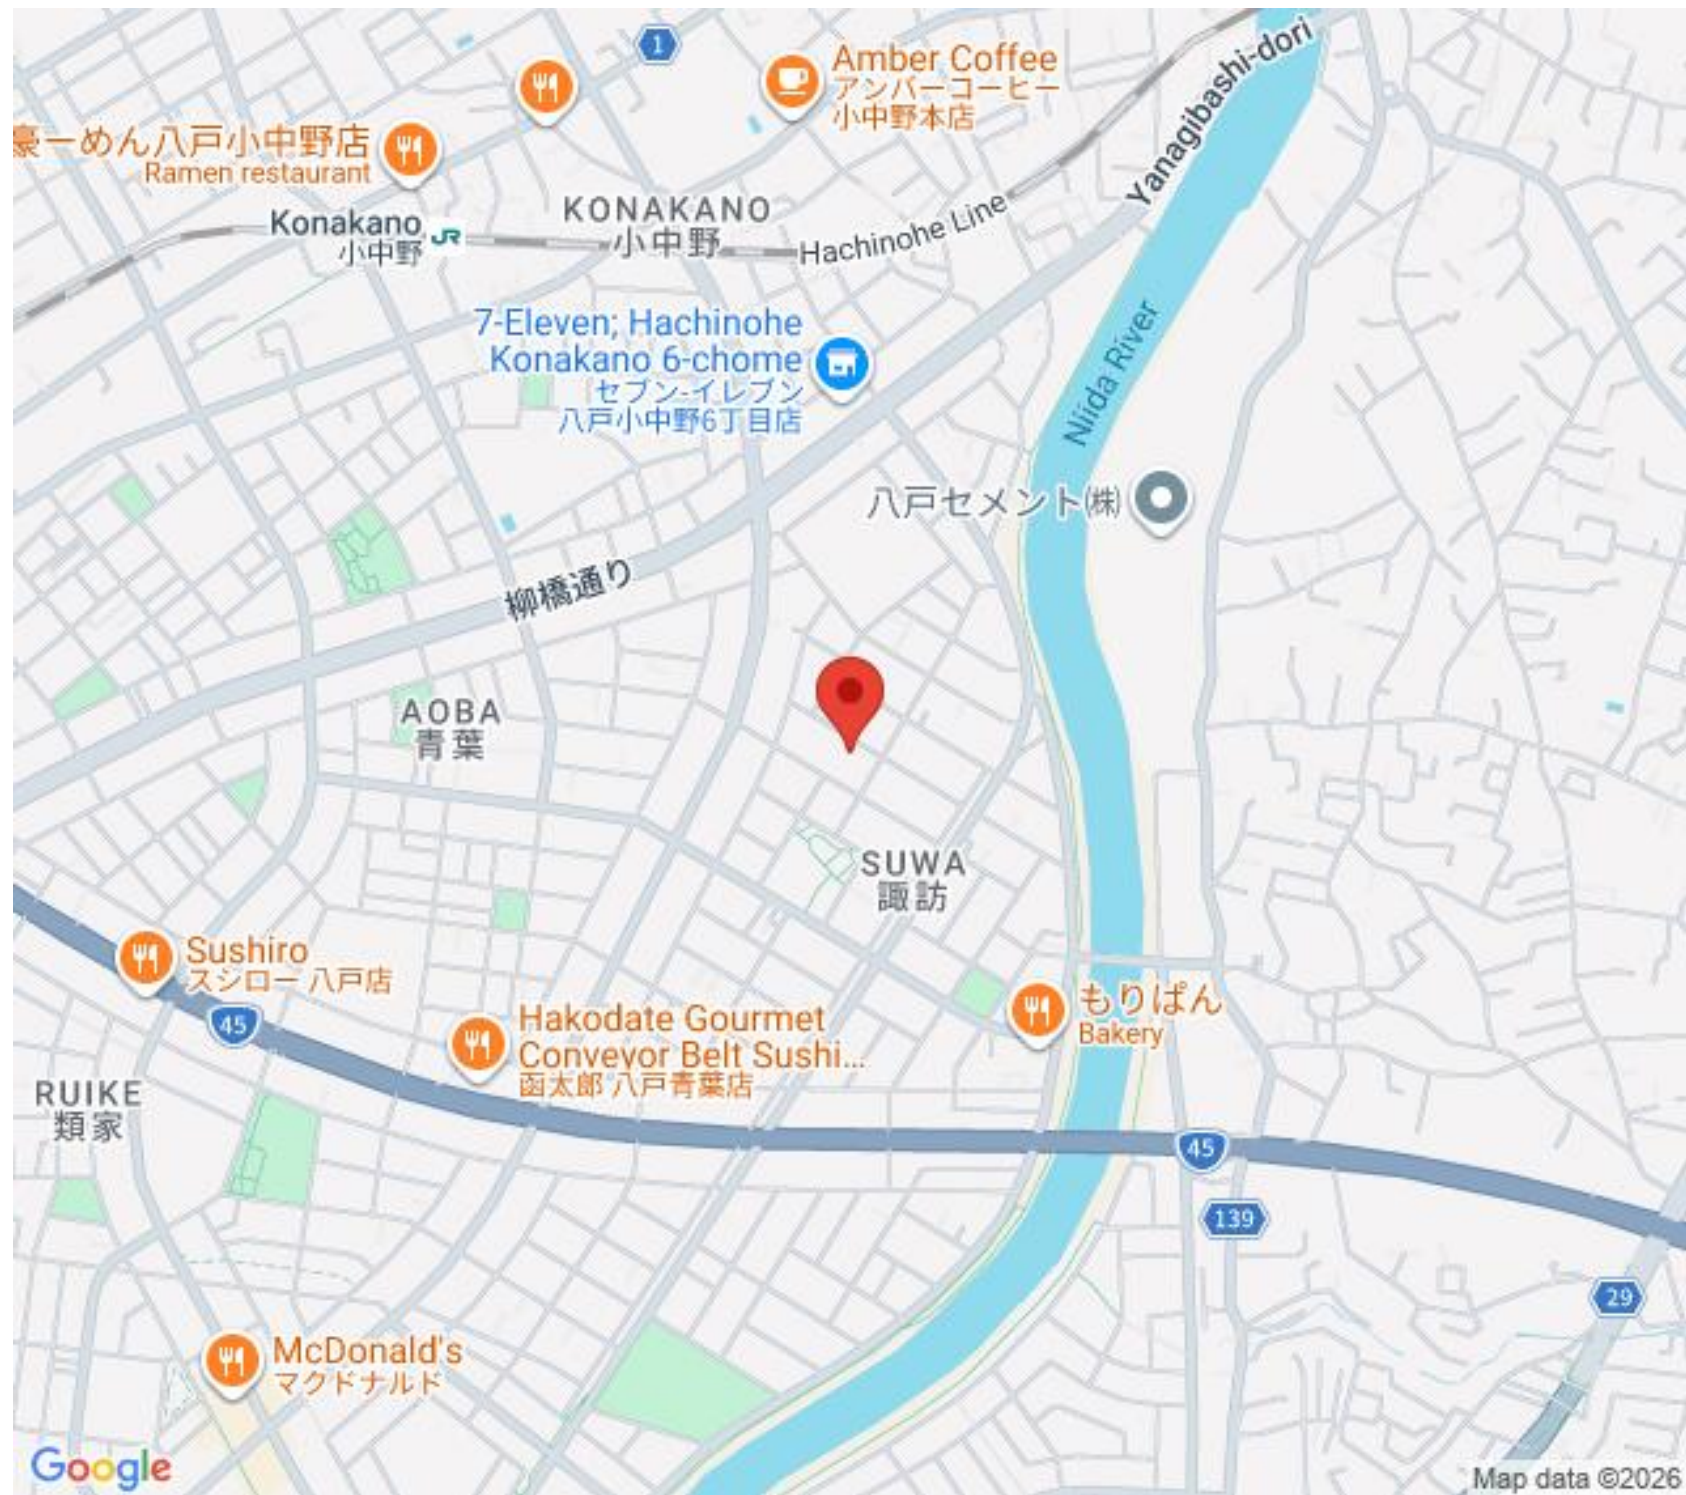 1
Amber Coffee
アンバーコーヒー
小中野本店
Yanagibashi-dori
豪ーめん八戸小中野店
Ramen restaurant
Konakano
小中野
JR
KONAKANO
小中野
Hachinohe Line
7-Eleven; Hachinohe
Konakano 6-chome
セブン-イレブン
八戸小中野6丁目店
Niida River
八戸セメント㈱
柳橋通り
AOBA
青葉
SUWA
諏訪
Sushiro
スシロー 八戸店
45
Hakodate Gourmet
Conveyor Belt Sushi...
函太郎 八戸青葉店
もりぱん
Bakery
RUIKE
類家
45
139
29
McDonald's
マクドナルド
Google
Map data ©2026